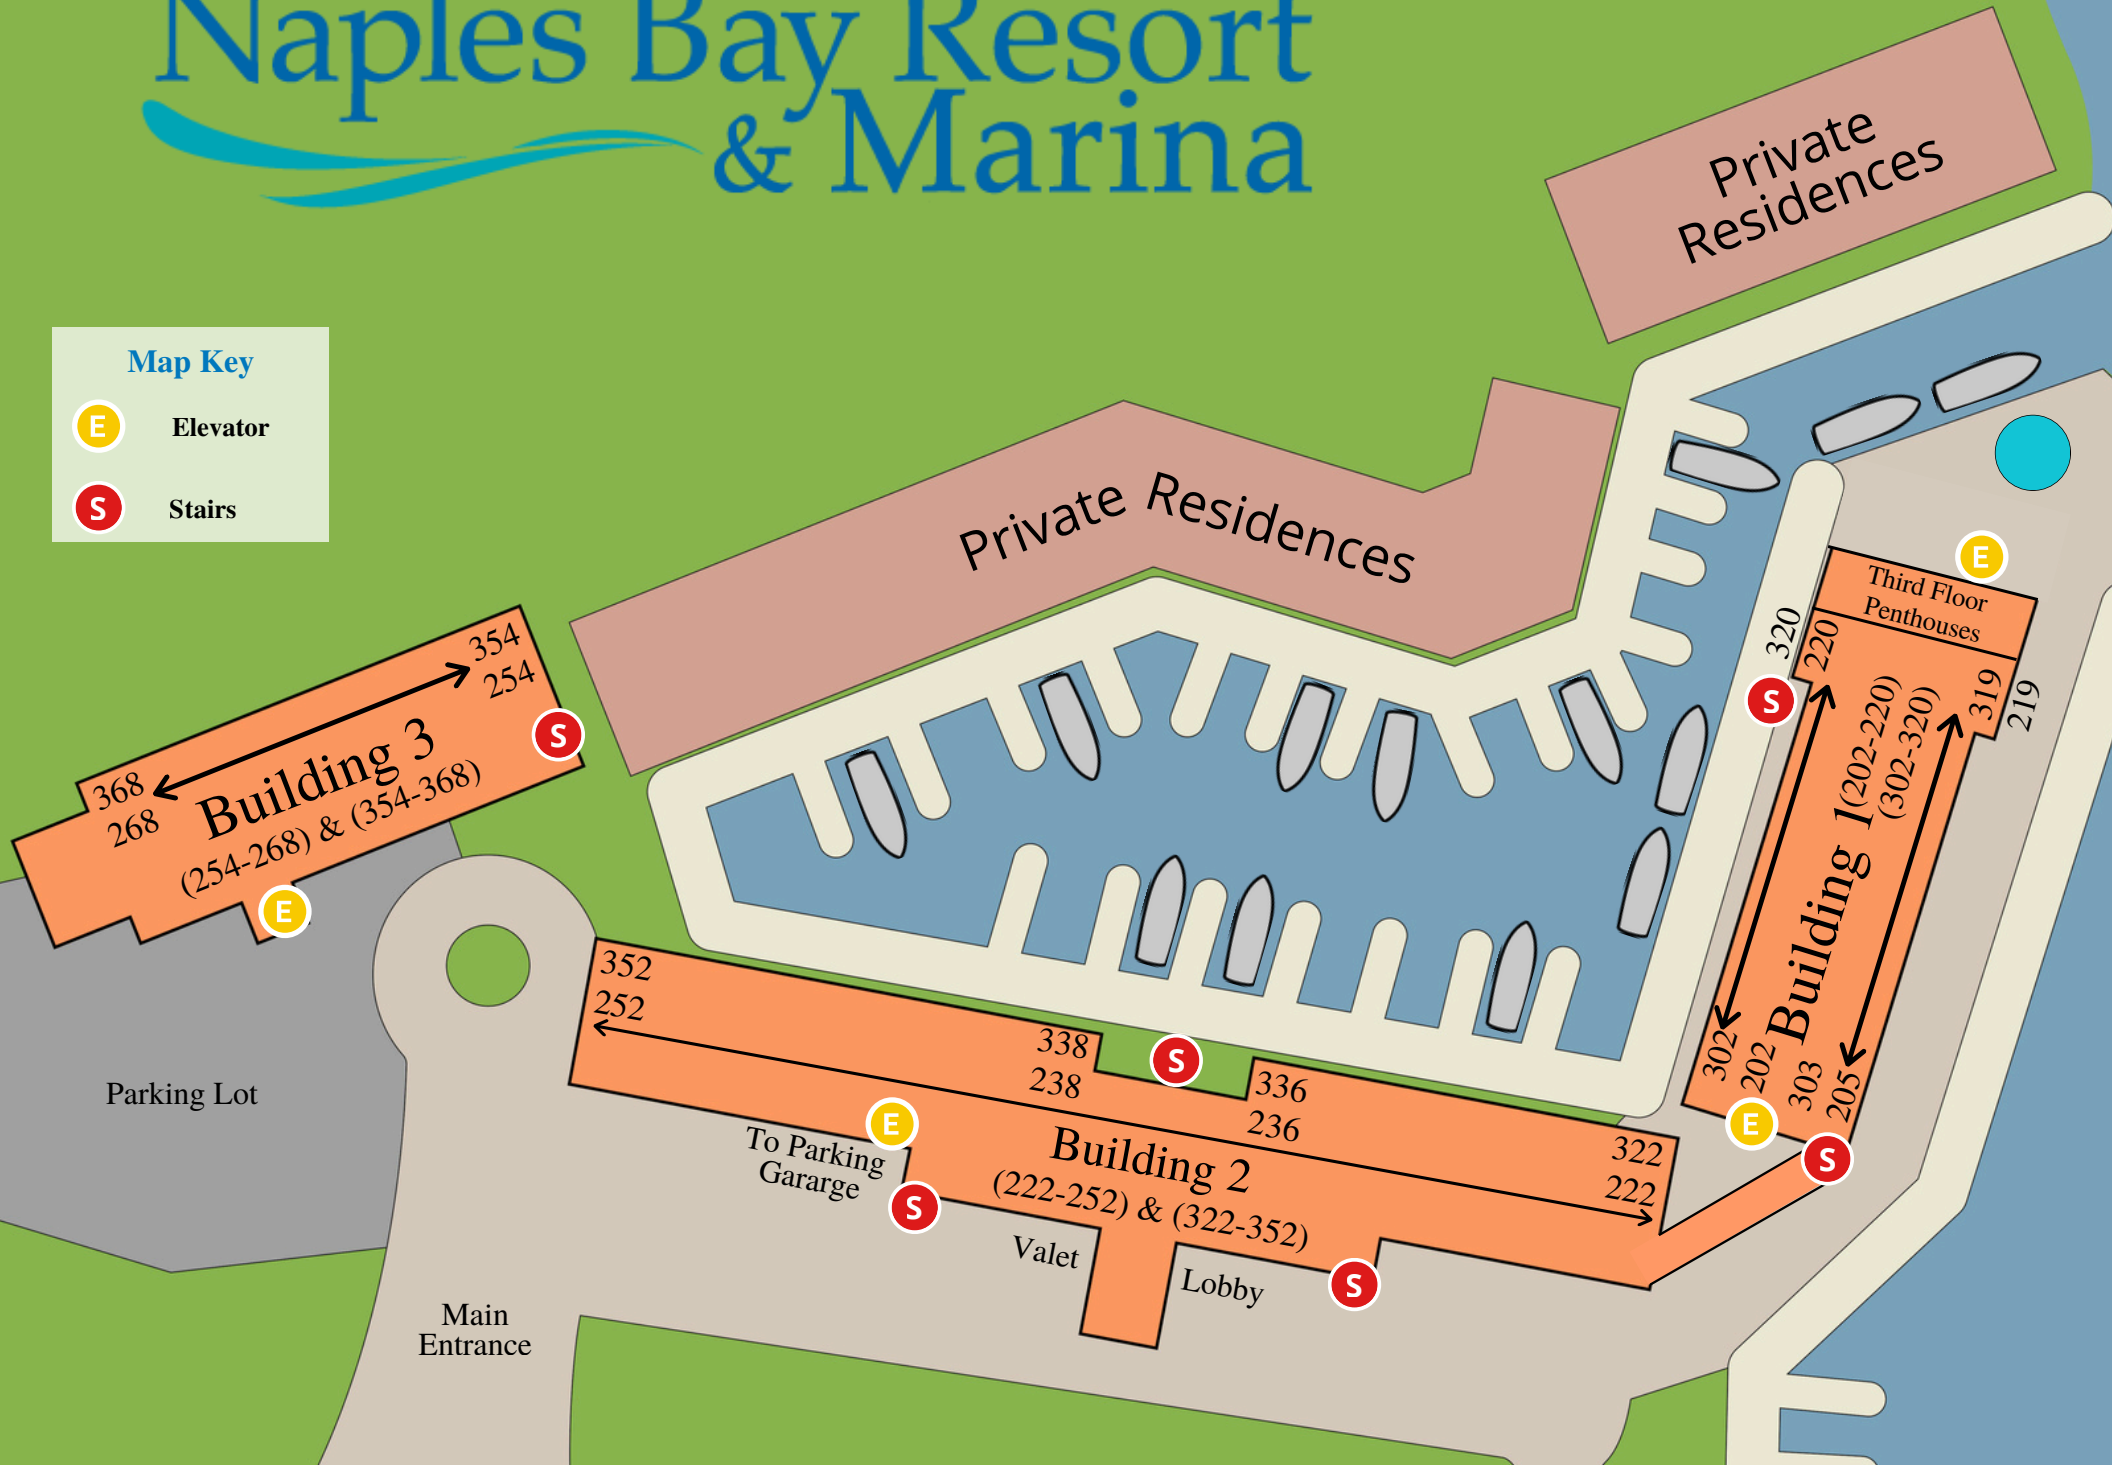 Naples Bay Resort
& Marina
Private
Residences
Map Key
E Elevator
S Stairs
Private Residences
E
Third Floor
Penthouses
320
220
319
219
S
Building 1
(202-220)
(302-320)
302
202
303
205
E
S
354
254
S
368
268
Building 3
(254-268) & (354-368)
E
352
252
338
238
S
336
236
322
222
E
To Parking
Gararge
S
Building 2
(222-252) & (322-352)
Valet
Lobby
S
Parking Lot
Main
Entrance